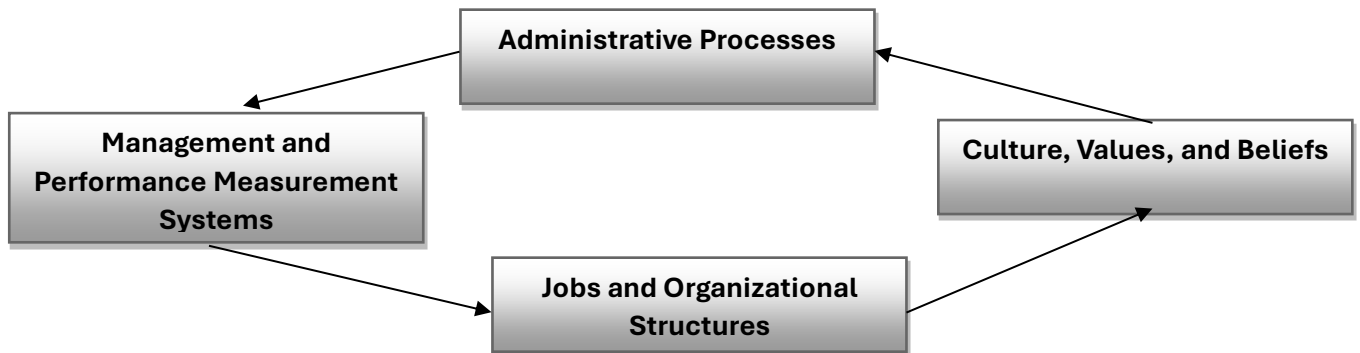 Administrative Processes
Management and
Performance Measurement
Systems
Culture, Values, and Beliefs
Jobs and Organizational
Structures